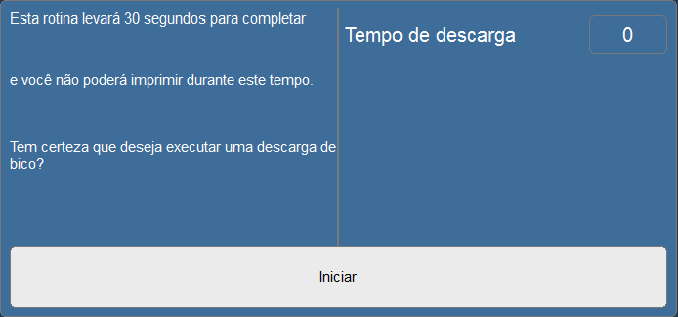 Esta rotina levará 30 segundos para completar
e você não poderá imprimir durante este tempo.
Tem certeza que deseja executar uma descarga de
bico?
Tempo de descarga
0
Iniciar